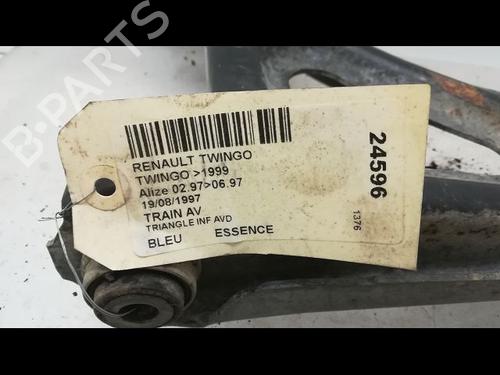 B-PARTS
RENAULT TWINGO
TWINGO >1999
Alize 02.97>06.97
19/08/1997
TRAIN AV
TRIANGLE INF AVD
BLEU ESSENCE
24596
1376